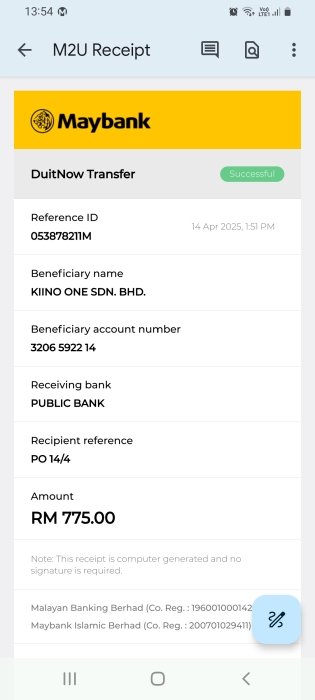 13:54
M2U Receipt
Maybank
DuitNow Transfer
Successful
Reference ID
14 Apr 2025, 1:51 PM
053878211M
Beneficiary name
KIINO ONE SDN. BHD.
Beneficiary account number
3206 5922 14
Receiving bank
PUBLIC BANK
Recipient reference
PO 14/4
Amount
RM 775.00
Note: This receipt is computer generated and no
signature is required.
Malayan Banking Berhad (Co. Reg. : 196001000142
Maybank Islamic Berhad (Co. Reg. : 200701029411)